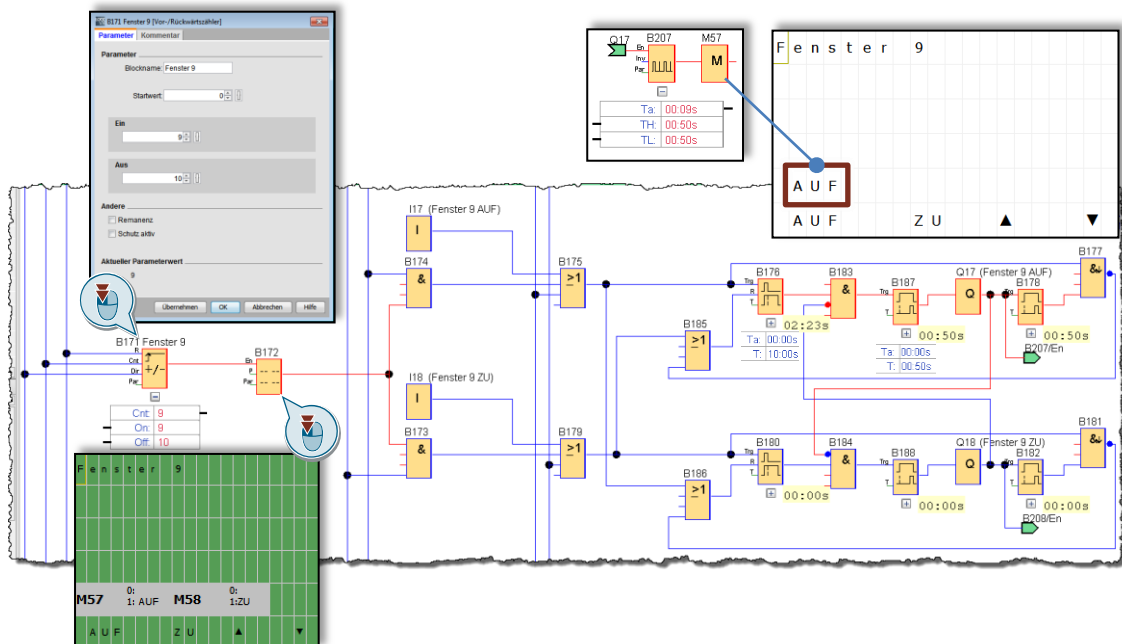 B171 Fenster 9 [Vor-/Rückwärtszähler]
Parameter Kommentar
Parameter
Blockname: Fenster 9
Startwert: 0
Ein
9
Aus
10
Andere
Remanenz
Schutz aktiv
Aktueller Parameterwert
9
Übernehmen OK Abbrechen Hilfe
Q17 B207 M57
En
Inv
Par
M
Ta: 00:09s
TH: 00:50s
TL: 00:50s
Fenster 9
AUF
AUF ZU ▲ ▼
I17 (Fenster 9 AUF)
I
B174
&
B175
≥1
B176
Trg
R
T
02:23s
Ta: 00:00s
T: 10:00s
B183
&
B187
Trg
T
00:50s
Ta: 00:00s
T: 00:50s
Q17 (Fenster 9 AUF)
Q
B178
Trg
T
00:50s
B207/En
B177
&↓
B185
≥1
B171 Fenster 9
R
Cnt
Dir
Par
+/-
Cnt: 9
On: 9
Off: 10
B172
En
P
Par
I18 (Fenster 9 ZU)
I
B173
&
B179
≥1
B186
≥1
B180
Trg
R
T
00:00s
B184
&
B188
Trg
T
00:00s
Q18 (Fenster 9 ZU)
Q
B182
Trg
T
00:00s
B208/En
B181
&↓
Fenster 9
M57 0: 1: AUF M58 0: 1:ZU
AUF ZU ▲ ▼